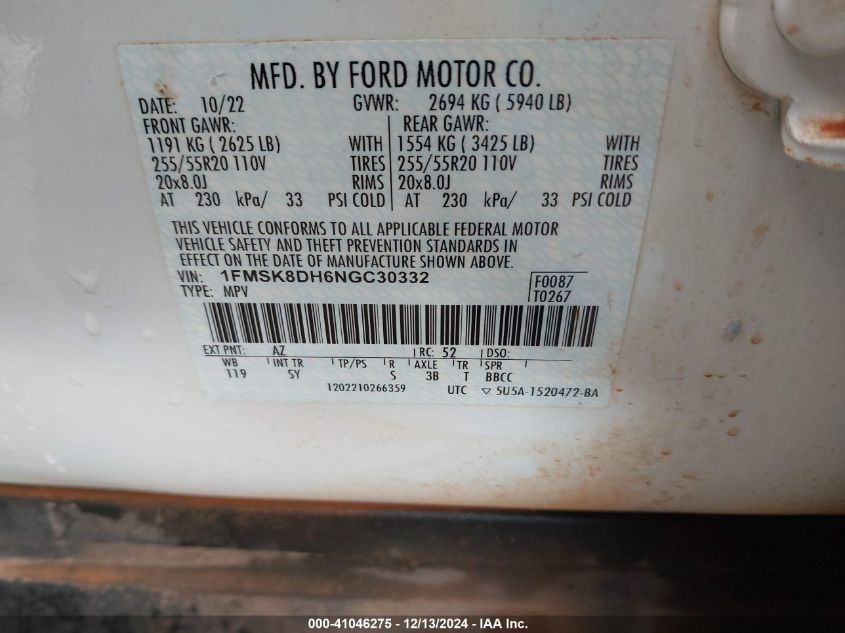 MFD. BY FORD MOTOR CO.
DATE: 10/22 GVWR: 2694 KG ( 5940 LB)
FRONT GAWR: REAR GAWR:
1191 KG ( 2625 LB) WITH 1554 KG ( 3425 LB) WITH
255/55R20 110V TIRES 255/55R20 110V TIRES
20x8.0J RIMS 20x8.0J RIMS
AT 230 kPa/ 33 PSI COLD AT 230 kPa/ 33 PSI COLD
THIS VEHICLE CONFORMS TO ALL APPLICABLE FEDERAL MOTOR
VEHICLE SAFETY AND THEFT PREVENTION STANDARDS IN
EFFECT ON THE DATE OF MANUFACTURE SHOWN ABOVE.
VIN: 1FMSK8DH6NGC30332 F0087
TYPE: MPV T0267
EXT PNT: AZ RC: 52 DSO:
WB INT TR TP/PS R AXLE TR SPR
119 5Y S 3B T BBCC
1202210266359 UTC ▽ 5U5A-1520472-BA
000-41046275 - 12/13/2024 - IAA Inc.